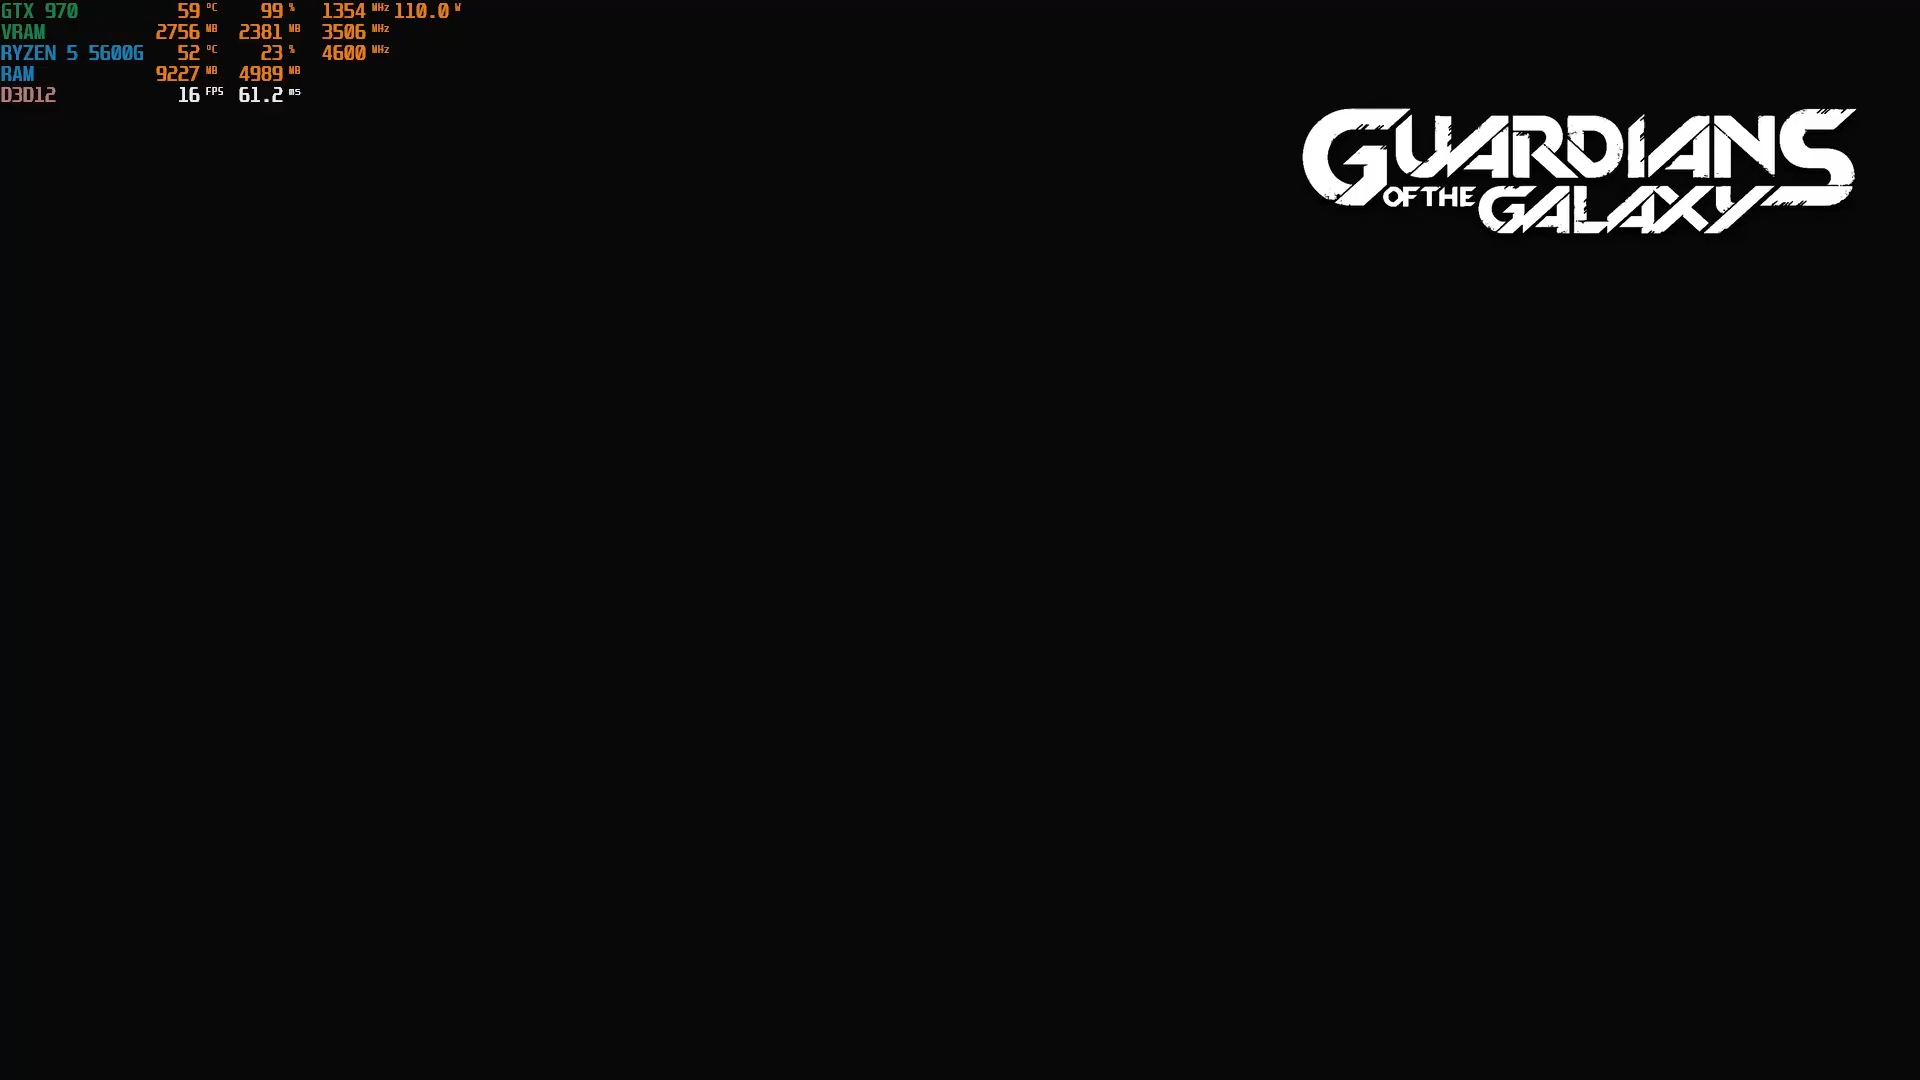 GTX 970 59 °C 99 % 1354 MHz 110.0 W
VRAM 2756 MB 2381 MB 3506 MHz
RYZEN 5 5600G 52 °C 23 % 4600 MHz
RAM 9227 MB 4989 MB
D3D12 16 FPS 61.2 ms
GUARDIANS
OF THE GALAXY